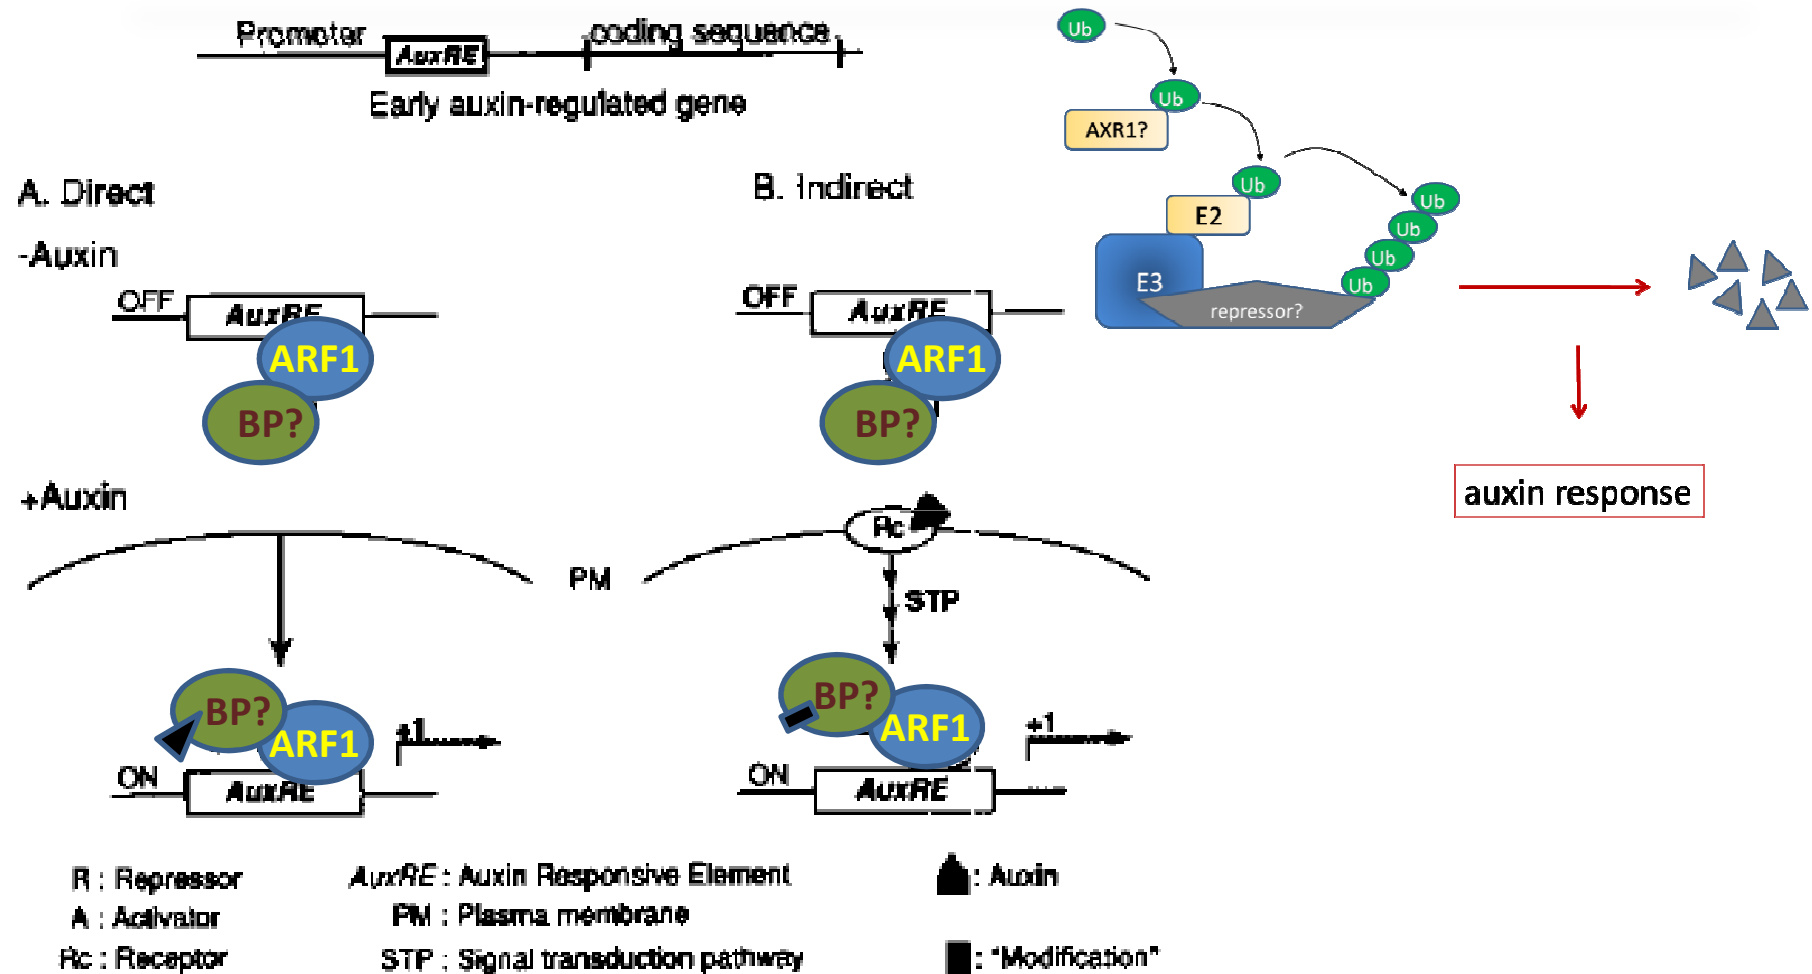 Promoter
AuxRE
coding sequence
Early auxin-regulated gene
A. Direct
-Auxin
OFF
AuxRE
ARF1
BP?
+Auxin
PM
BP?
ARF1
+1
ON
AuxRE
B. Indirect
OFF
AuxRE
ARF1
BP?
Rc
STP
BP?
ARF1
+1
ON
AuxRE
Ub
Ub
AXR1?
Ub
E2
E3
repressor?
Ub
Ub
Ub
Ub
auxin response
R : Repressor
A : Activator
Rc : Receptor
AuxRE : Auxin Responsive Element
PM : Plasma membrane
STP : Signal transduction pathway
: Auxin
: "Modification"